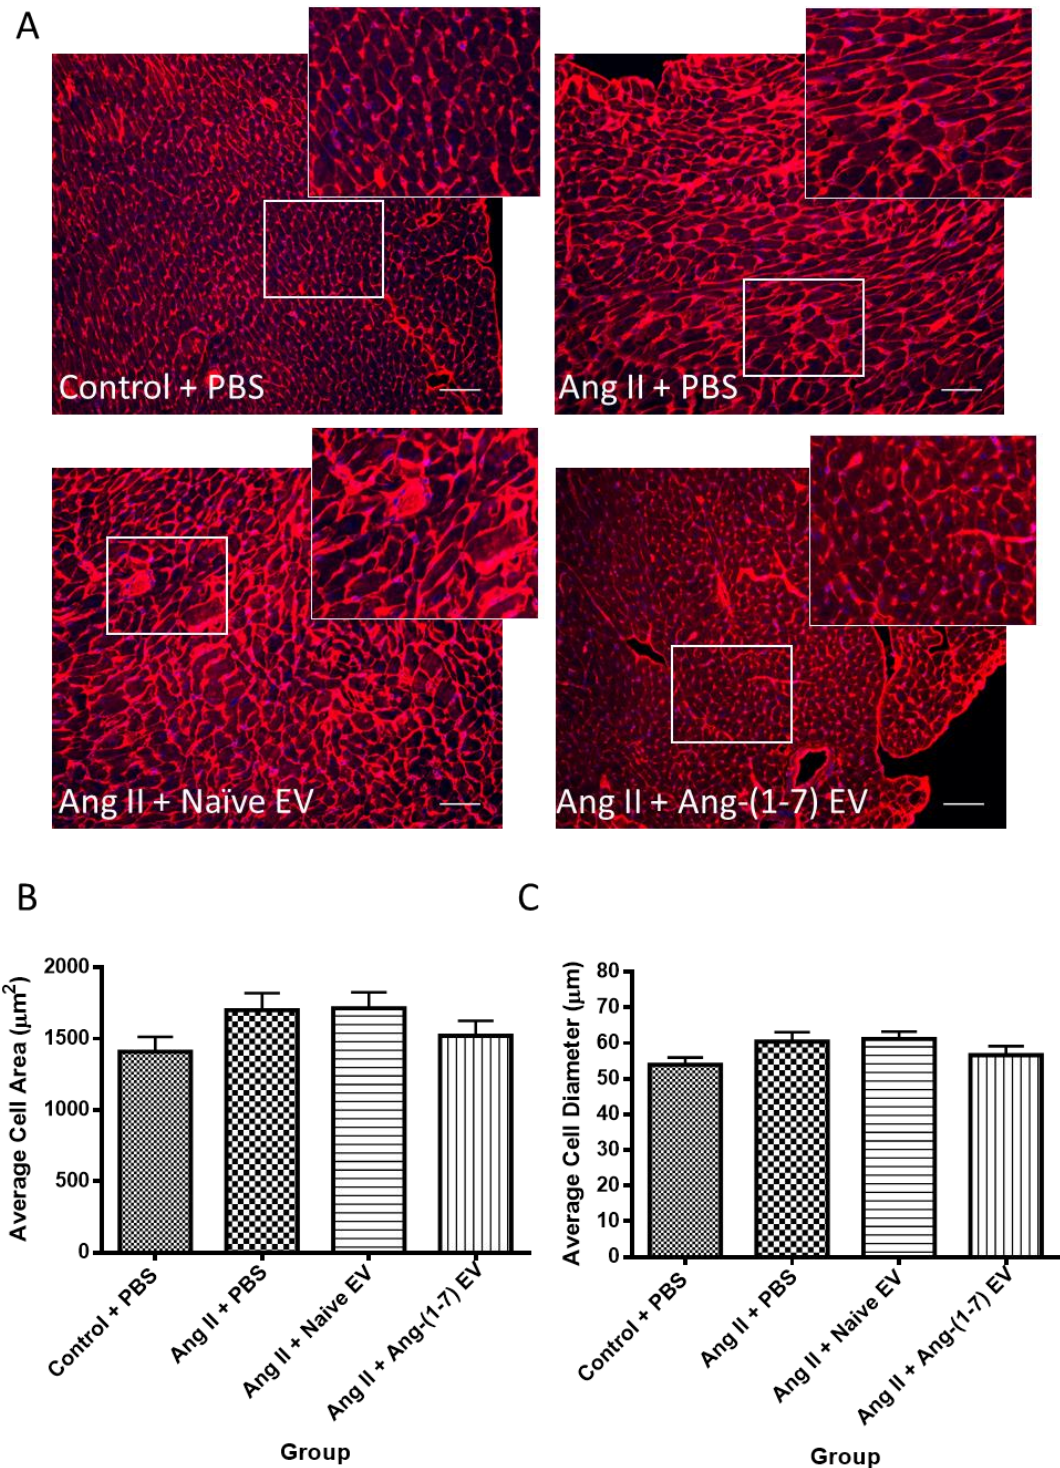 A
Control + PBS
Ang II + PBS
Ang II + Naïve EV
Ang II + Ang-(1-7) EV
B
Average Cell Area (µm²)
2000
1500
1000
500
0
Control + PBS
Ang II + PBS
Ang II + Naive EV
Ang II + Ang-(1-7) EV
Group
C
Average Cell Diameter (µm)
80
70
60
50
40
30
20
10
0
Control + PBS
Ang II + PBS
Ang II + Naive EV
Ang II + Ang-(1-7) EV
Group